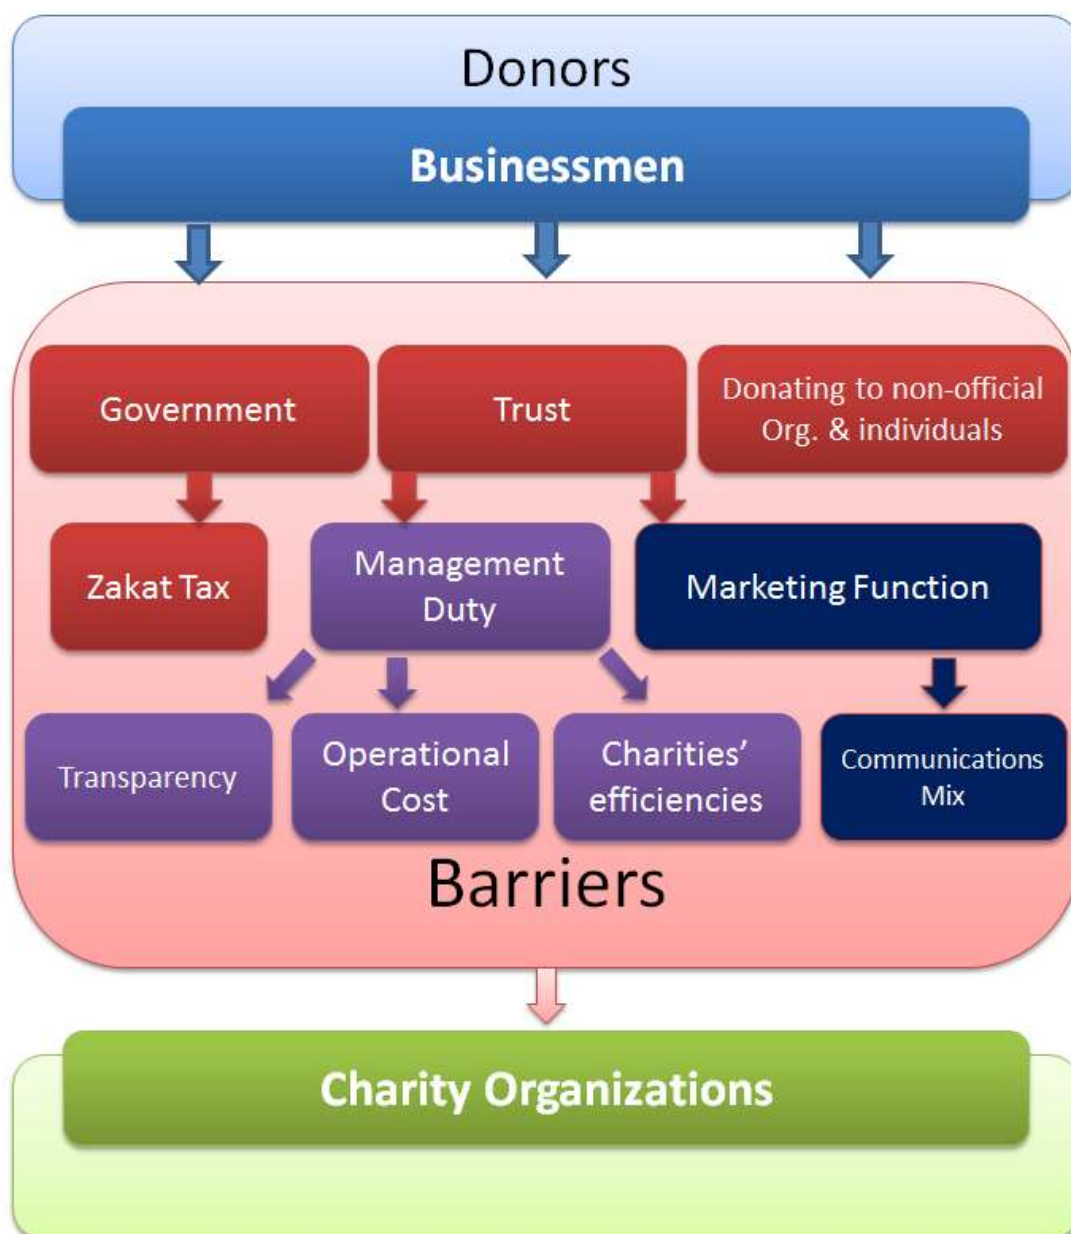 Donors
Businessmen
Government
Trust
Donating to non-official
Org. & individuals
Zakat Tax
Management
Duty
Marketing Function
Transparency
Operational
Cost
Charities’
efficiencies
Communications
Mix
Barriers
Charity Organizations